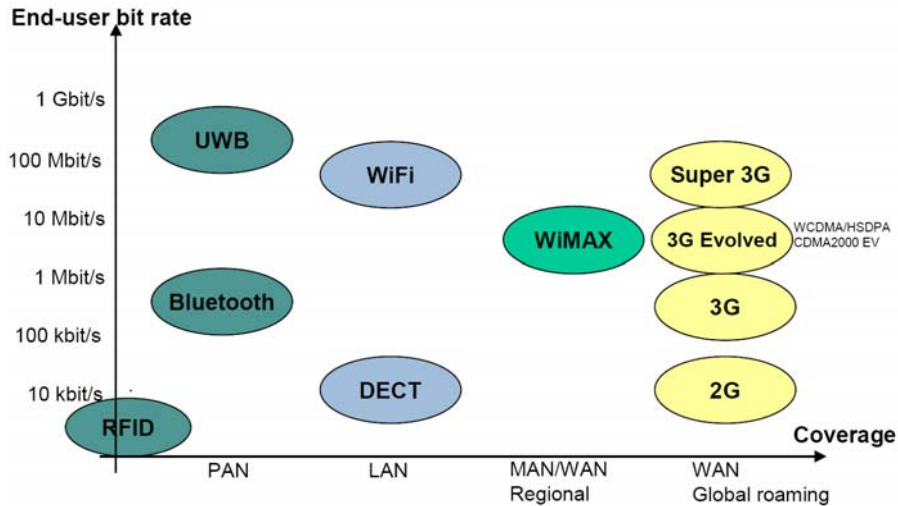 End-user bit rate
1 Gbit/s
UWB
100 Mbit/s
WiFi
Super 3G
10 Mbit/s
WiMAX
3G Evolved
WCDMA/HSDPA
CDMA2000 EV
1 Mbit/s
Bluetooth
3G
100 kbit/s
10 kbit/s
DECT
2G
RFID
Coverage
PAN
LAN
MAN/WAN
Regional
WAN
Global roaming